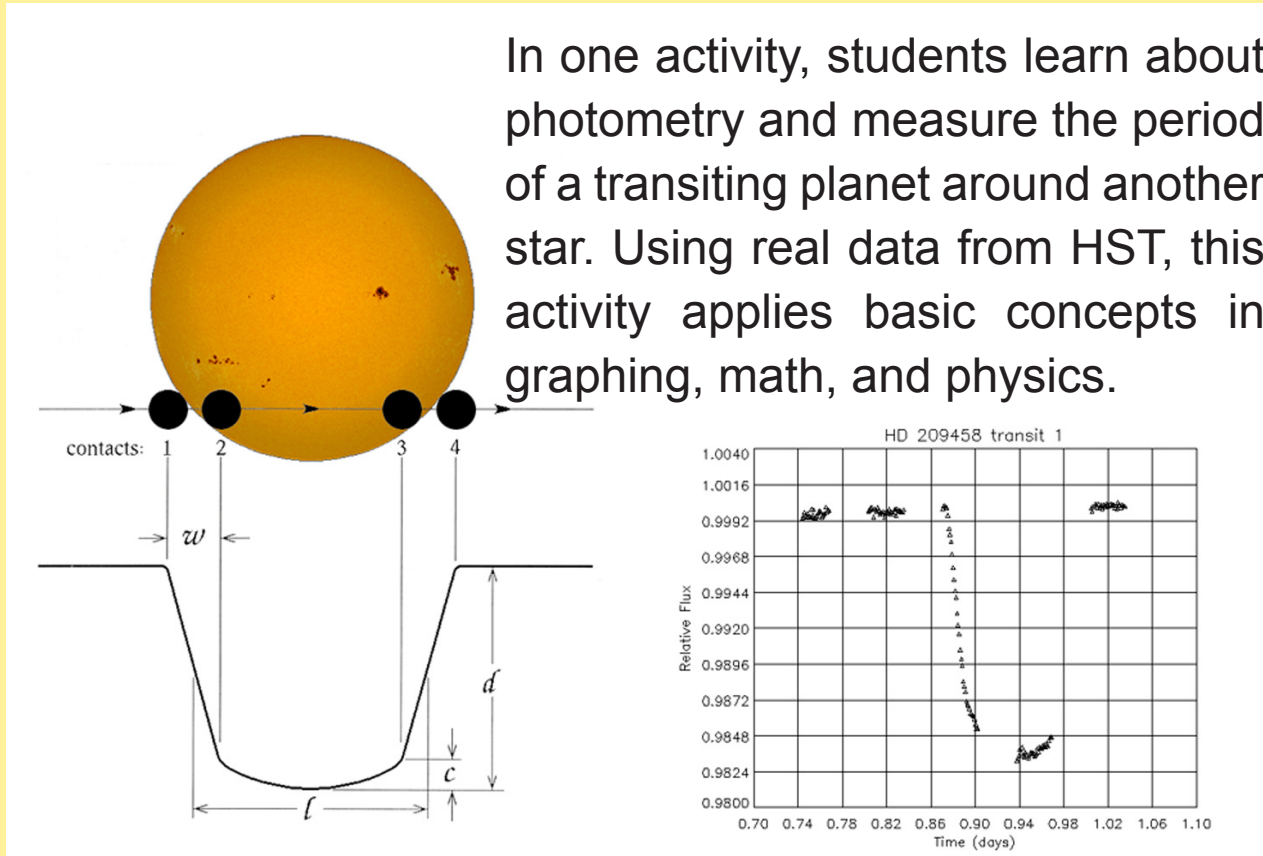 In one activity, students learn about
photometry and measure the period
of a transiting planet around another
star. Using real data from HST, this
activity applies basic concepts in
graphing, math, and physics.
contacts: 1 2 3 4
w
d
c
l
HD 209458 transit 1
1.0040
1.0016
0.9992
0.9968
0.9944
0.9920
0.9896
0.9872
0.9848
0.9824
0.9800
Relative Flux
0.70 0.74 0.78 0.82 0.86 0.90 0.94 0.98 1.02 1.06 1.10
Time (days)